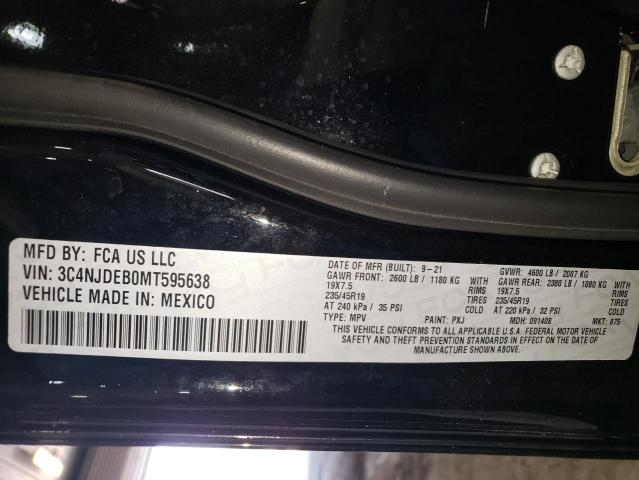 MFD BY: FCA US LLC
VIN: 3C4NJDEB0MT595638
VEHICLE MADE IN: MEXICO
DATE OF MFR (BUILT): 9-21 GVWR: 4600 LB / 2087 KG
GAWR FRONT: 2600 LB / 1180 KG WITH GAWR REAR: 2380 LB / 1080 KG WITH
19X7.5 RIMS 19X7.5 RIMS
235/45R19 TIRES 235/45R19 TIRES
AT 240 kPa / 35 PSI COLD AT 220 kPa / 32 PSI COLD
TYPE: MPV PAINT: PXJ MDH: 091408 MKT: 875
THIS VEHICLE CONFORMS TO ALL APPLICABLE U.S.A. FEDERAL MOTOR VEHICLE
SAFETY AND THEFT PREVENTION STANDARDS IN EFFECT ON THE DATE OF
MANUFACTURE SHOWN ABOVE.